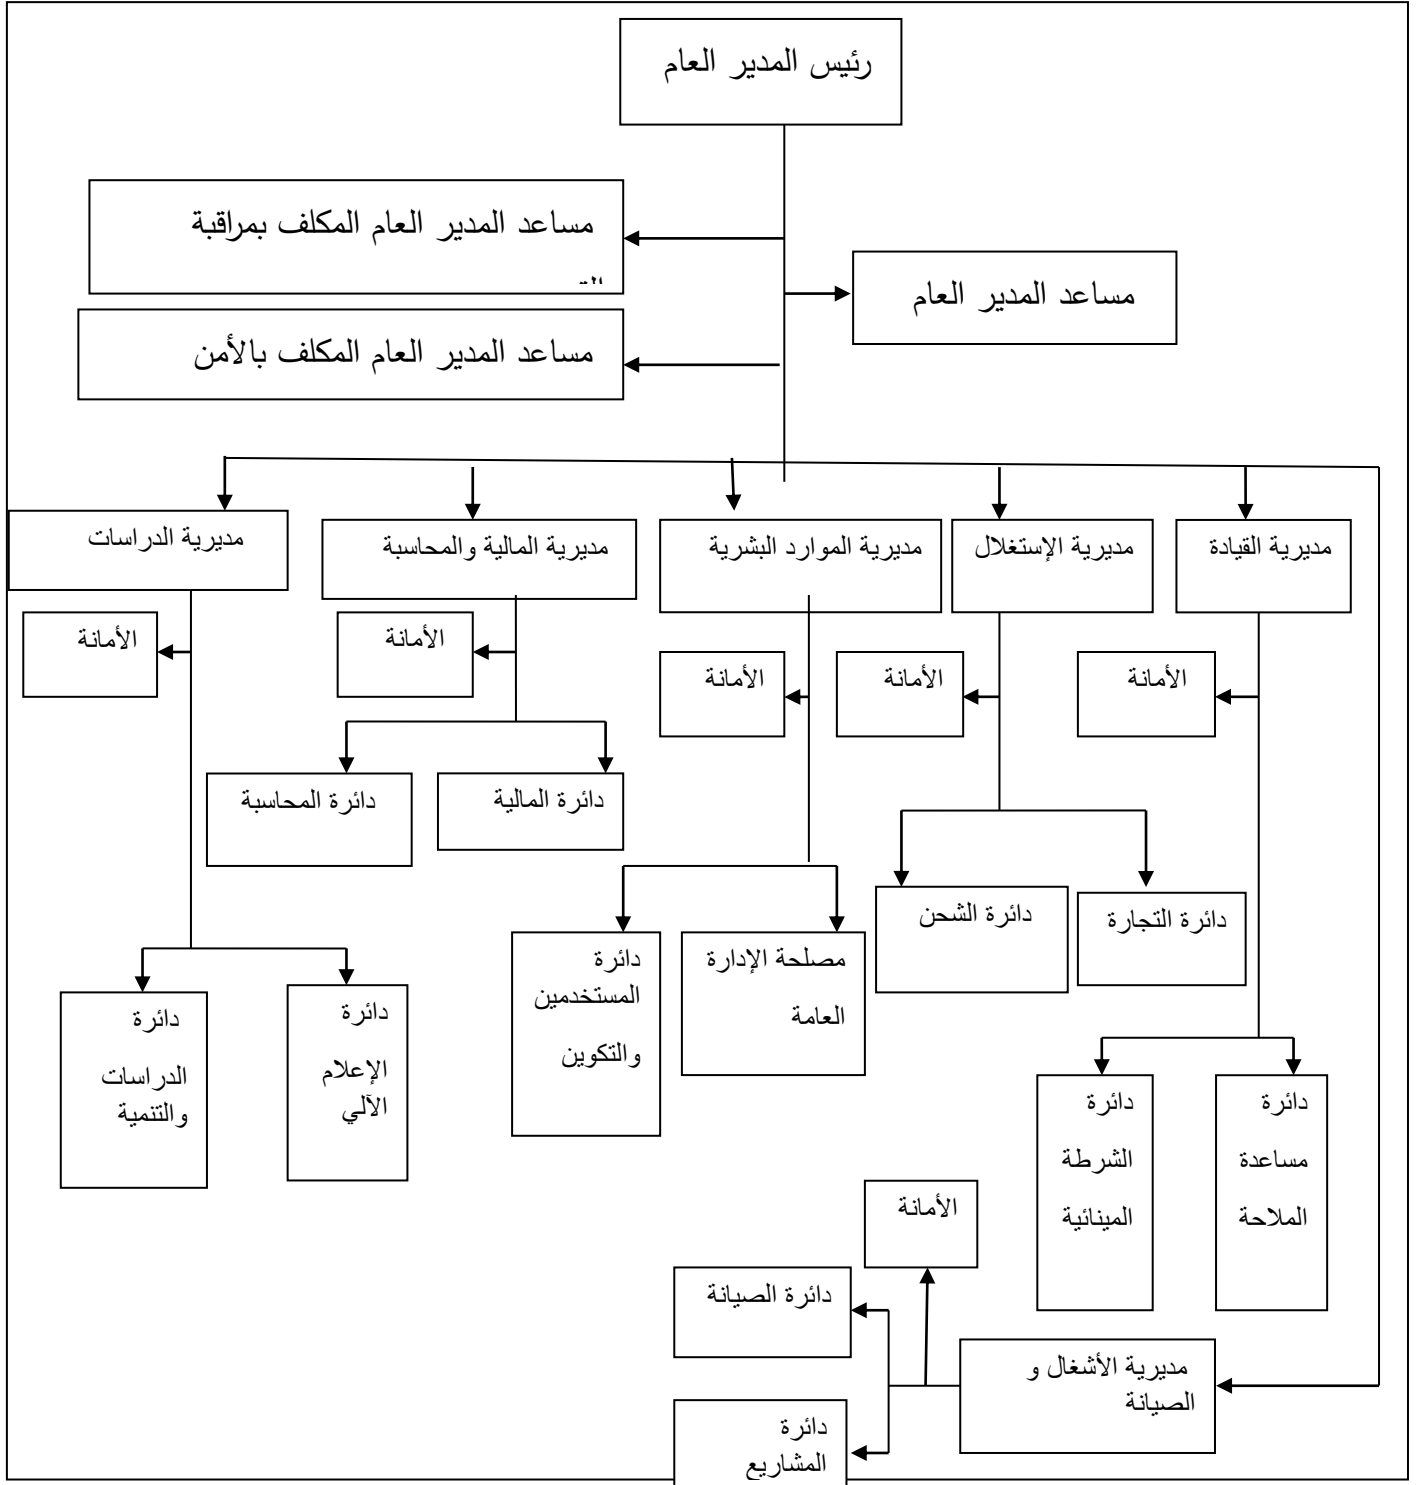 رئيس المدير العام
مساعد المدير العام المكلف بمراقبة
مساعد المدير العام
مساعد المدير العام المكلف بالأمن
مديرية القيادة
مديرية الإستغلال
مديرية الموارد البشرية
مديرية المالية والمحاسبة
مديرية الدراسات
الأمانة
الأمانة
الأمانة
الأمانة
الأمانة
دائرة المالية
دائرة المحاسبة
دائرة التجارة
دائرة الشحن
مصلحة الإدارة
العامة
دائرة
المستخدمين
والتكوين
دائرة
الإعلام
الآلي
دائرة
الدراسات
والتنمية
دائرة
مساعدة
الملاحة
دائرة
الشرطة
المينائية
الأمانة
دائرة الصيانة
مديرية الأشغال و
الصيانة
دائرة
المشاريع